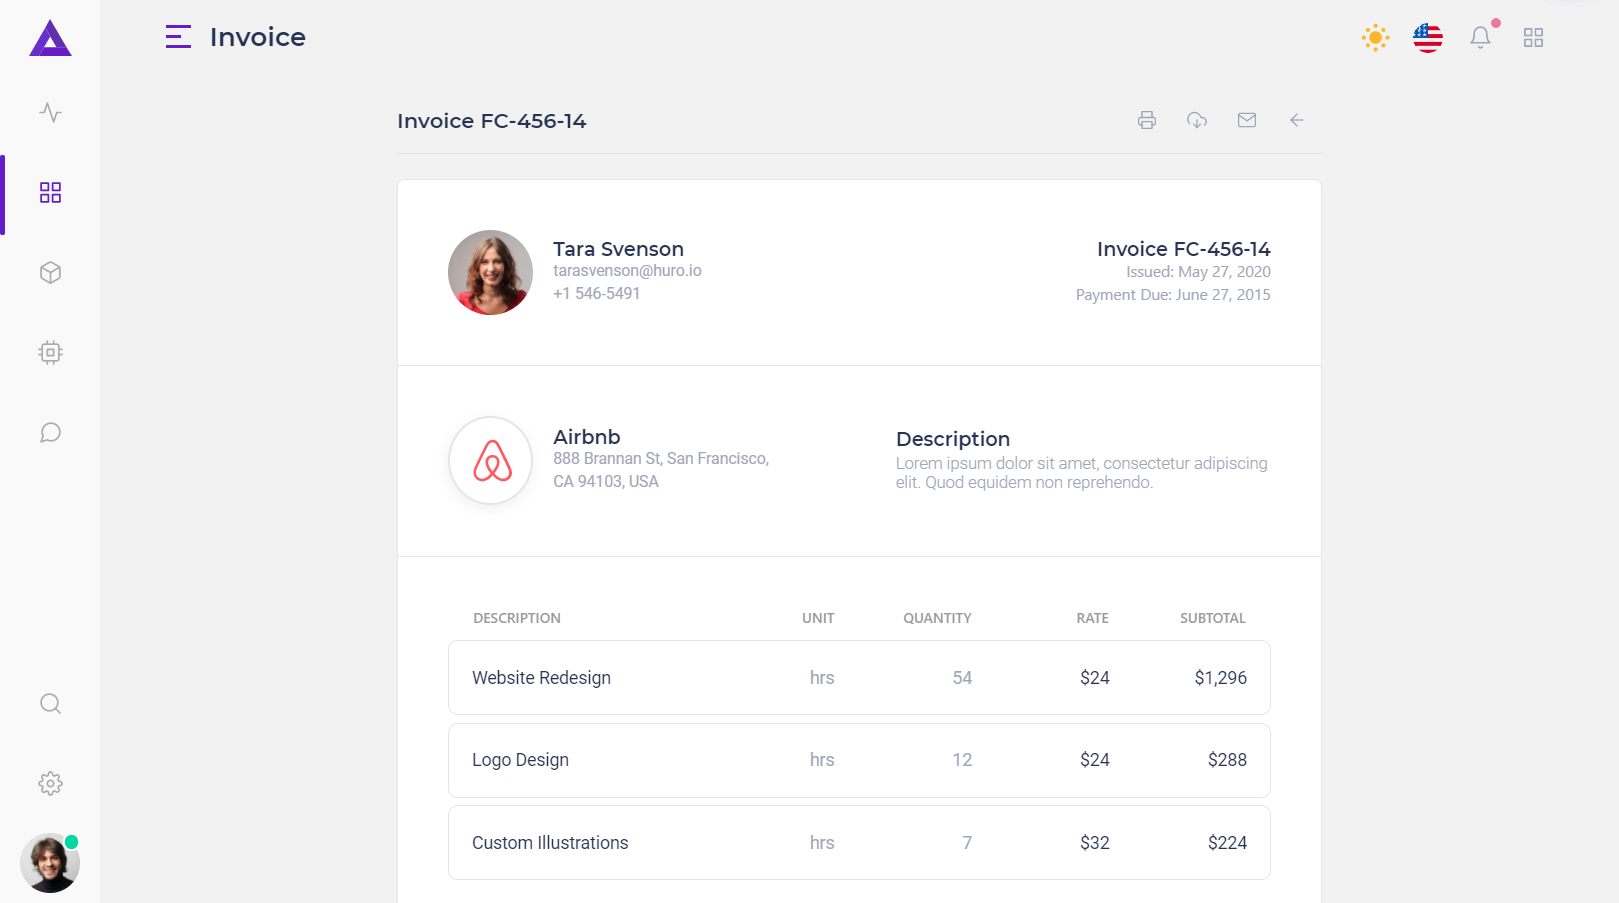 Invoice
Invoice FC-456-14
Tara Svenson
tarasvenson@huro.io
+1 546-5491
Invoice FC-456-14
Issued: May 27, 2020
Payment Due: June 27, 2015
Airbnb
888 Brannan St, San Francisco,
CA 94103, USA
Description
Lorem ipsum dolor sit amet, consectetur adipiscing
elit. Quod equidem non reprehendo.
DESCRIPTION UNIT QUANTITY RATE SUBTOTAL
Website Redesign hrs 54 $24 $1,296
Logo Design hrs 12 $24 $288
Custom Illustrations hrs 7 $32 $224